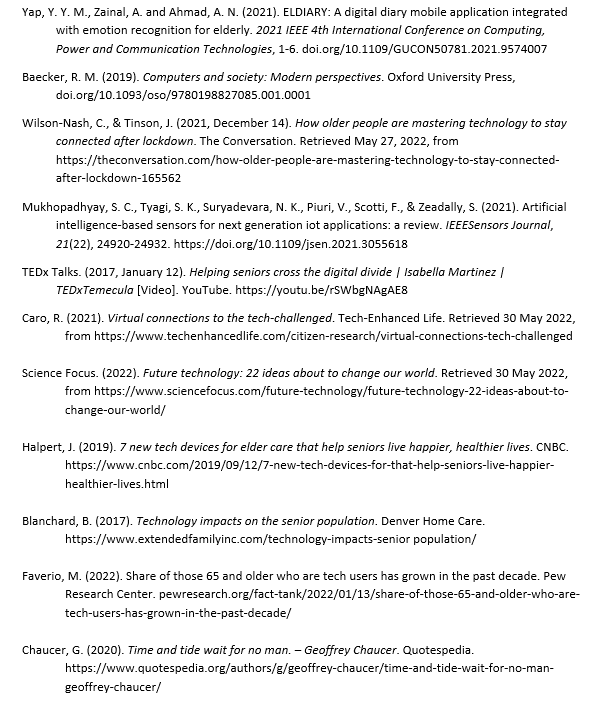 Yap, Y. Y. M., Zainal, A. and Ahmad, A. N. (2021). ELDIARY: A digital diary mobile application integrated
with emotion recognition for elderly. 2021 IEEE 4th International Conference on Computing,
Power and Communication Technologies, 1-6. doi.org/10.1109/GUCON50781.2021.9574007
Baecker, R. M. (2019). Computers and society: Modern perspectives. Oxford University Press,
doi.org/10.1093/oso/9780198827085.001.0001
Wilson-Nash, C., & Tinson, J. (2021, December 14). How older people are mastering technology to stay
connected after lockdown. The Conversation. Retrieved May 27, 2022, from
https://theconversation.com/how-older-people-are-mastering-technology-to-stay-connected-
after-lockdown-165562
Mukhopadhyay, S. C., Tyagi, S. K., Suryadevara, N. K., Piuri, V., Scotti, F., & Zeadally, S. (2021). Artificial
intelligence-based sensors for next generation iot applications: a review. IEEESensors Journal,
21(22), 24920-24932. https://doi.org/10.1109/jsen.2021.3055618
TEDx Talks. (2017, January 12). Helping seniors cross the digital divide | Isabella Martinez |
TEDxTemecula [Video]. YouTube. https://youtu.be/rSWbgNAgAE8
Caro, R. (2021). Virtual connections to the tech-challenged. Tech-Enhanced Life. Retrieved 30 May 2022,
from https://www.techenhancedlife.com/citizen-research/virtual-connections-tech-challenged
Science Focus. (2022). Future technology: 22 ideas about to change our world. Retrieved 30 May 2022,
from https://www.sciencefocus.com/future-technology/future-technology-22-ideas-about-to-
change-our-world/
Halpert, J. (2019). 7 new tech devices for elder care that help seniors live happier, healthier lives. CNBC.
https://www.cnbc.com/2019/09/12/7-new-tech-devices-for-that-help-seniors-live-happier-
healthier-lives.html
Blanchard, B. (2017). Technology impacts on the senior population. Denver Home Care.
https://www.extendedfamilyinc.com/technology-impacts-senior population/
Faverio, M. (2022). Share of those 65 and older who are tech users has grown in the past decade. Pew
Research Center. pewresearch.org/fact-tank/2022/01/13/share-of-those-65-and-older-who-are-
tech-users-has-grown-in-the-past-decade/
Chaucer, G. (2020). Time and tide wait for no man. – Geoffrey Chaucer. Quotespedia.
https://www.quotespedia.org/authors/g/geoffrey-chaucer/time-and-tide-wait-for-no-man-
geoffrey-chaucer/